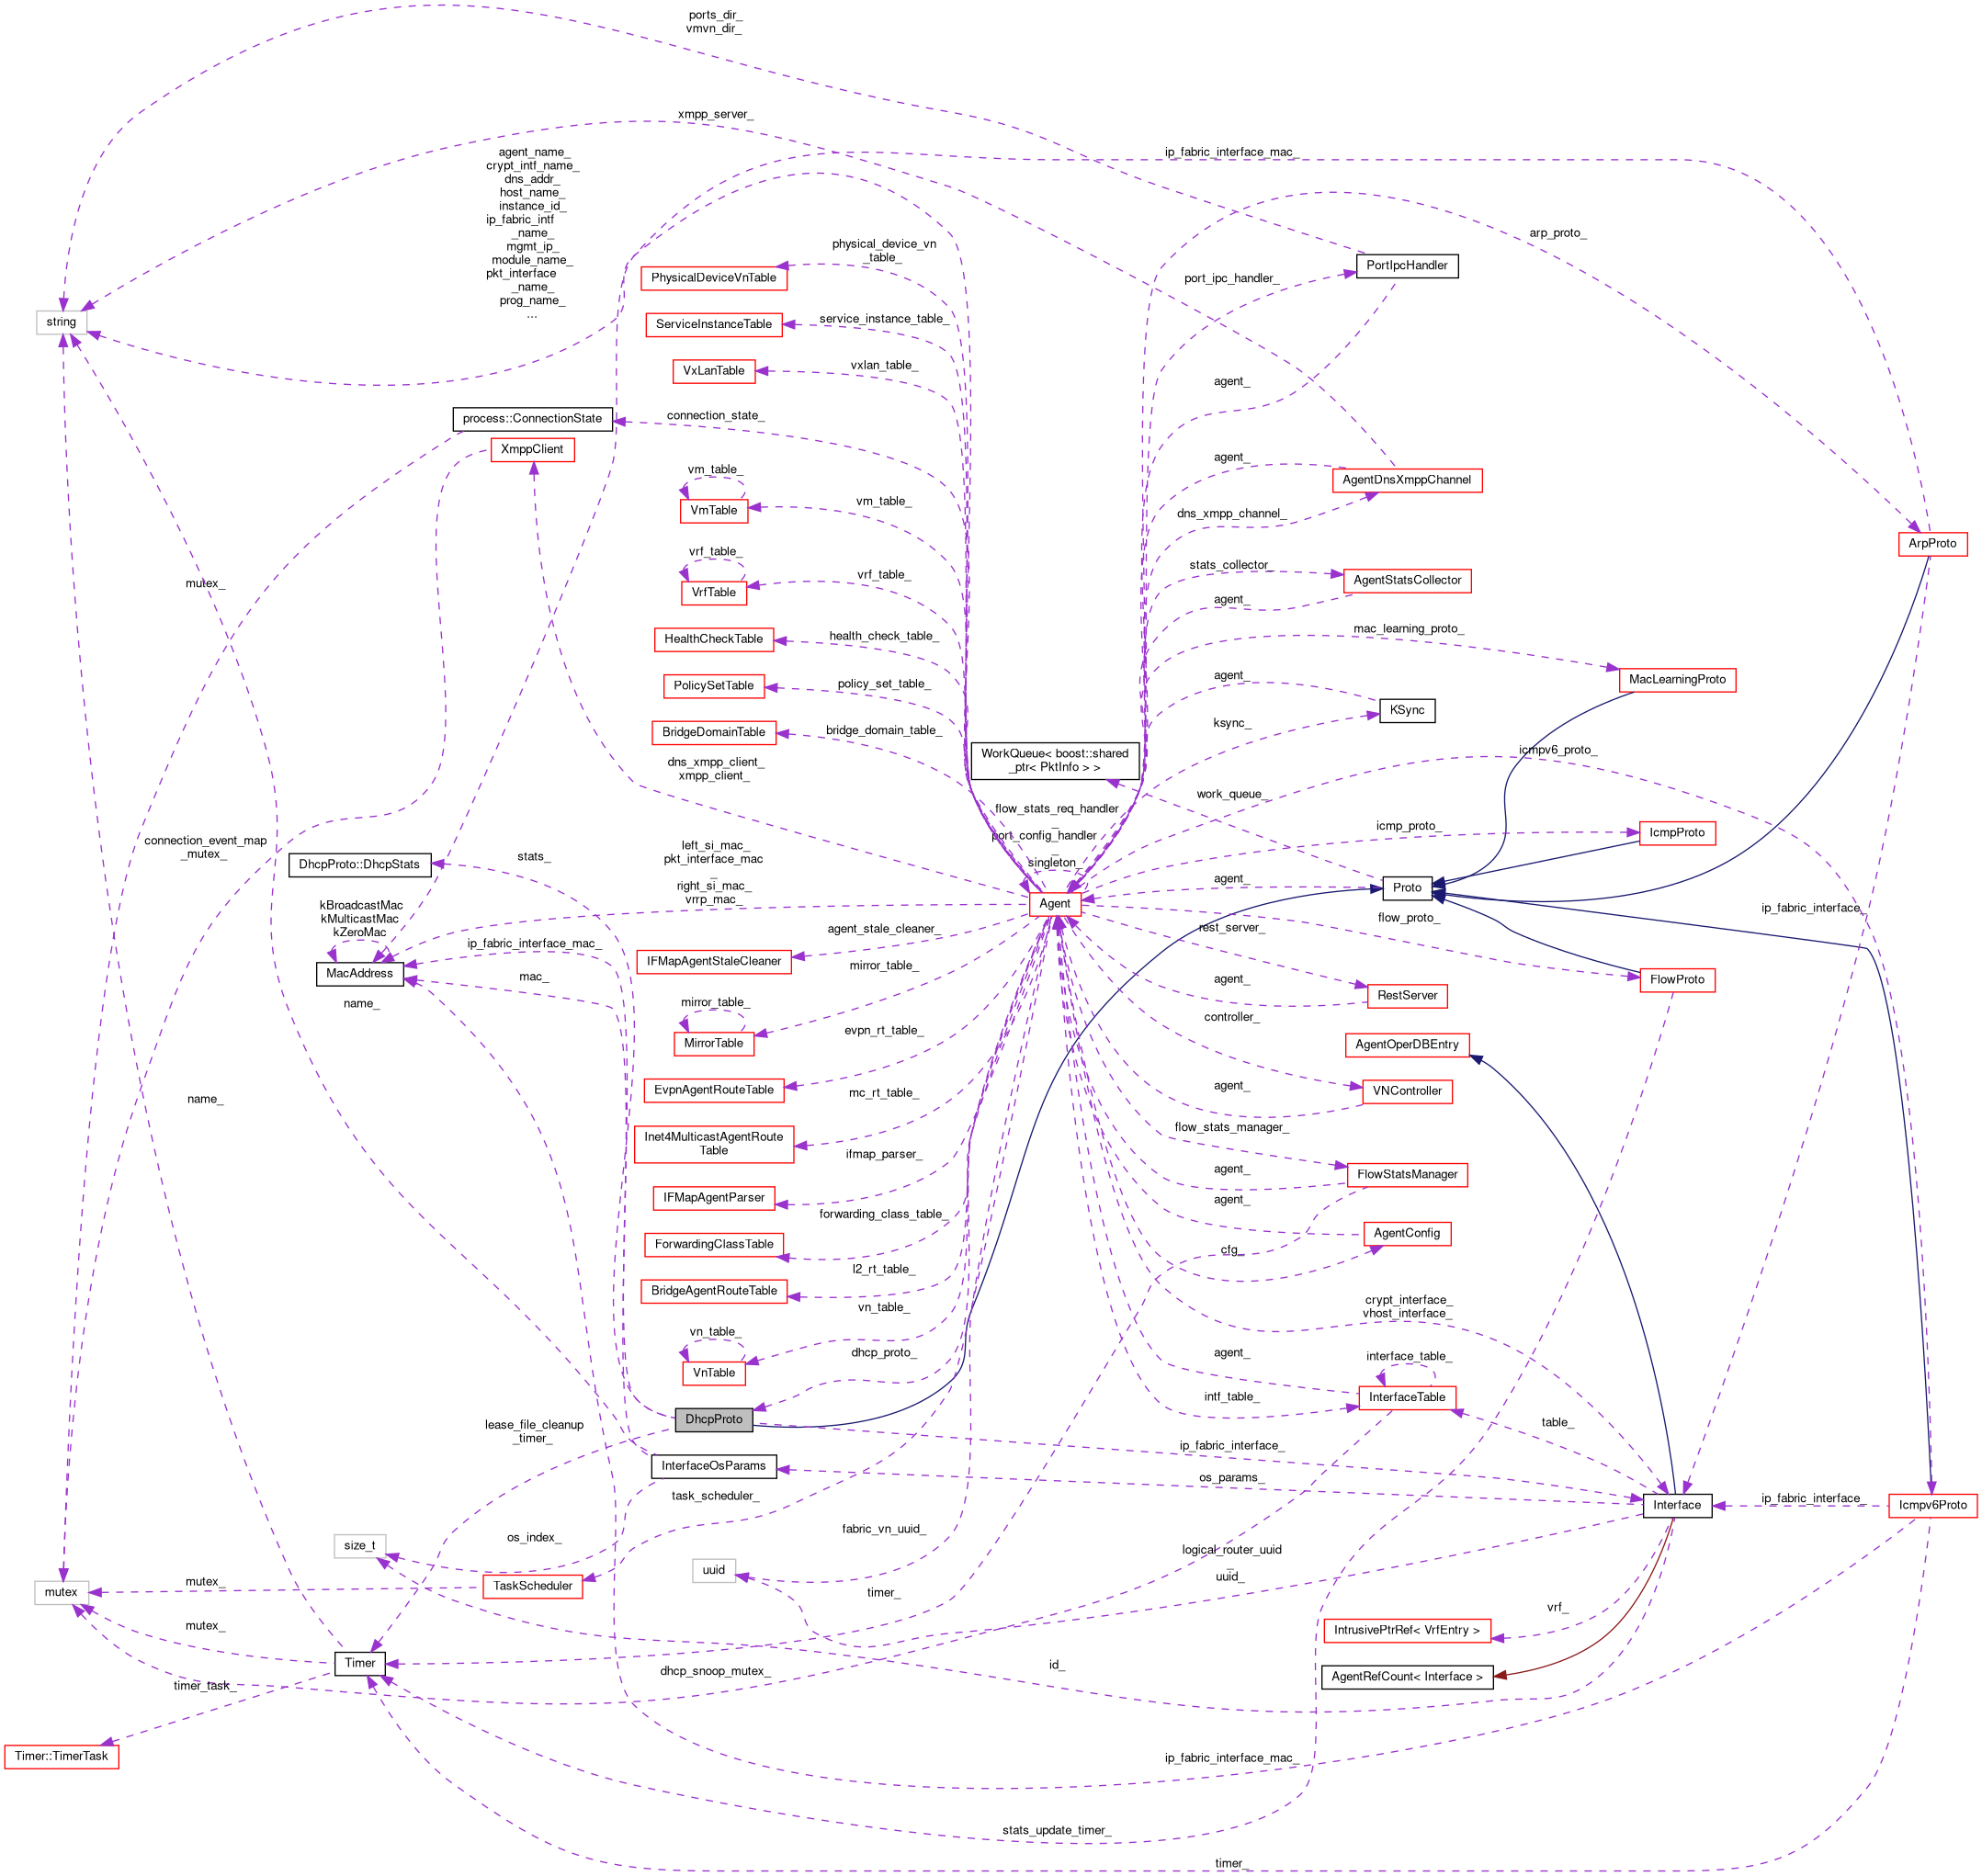 ports_dir_
vmvn_dir_
xmpp_server_
agent_name_
crypt_intf_name_
dns_addr_
host_name_
instance_id_
ip_fabric_intf
_name_
mgmt_ip_
module_name_
pkt_interface
_name_
prog_name_
...
ip_fabric_interface_mac_
arp_proto_
physical_device_vn
_table_
PhysicalDeviceVnTable
port_ipc_handler_
PortIpcHandler
string
ServiceInstanceTable
service_instance_table_
VxLanTable
vxlan_table_
agent_
process::ConnectionState
connection_state_
XmppClient
agent_
AgentDnsXmppChannel
vm_table_
VmTable
vm_table_
dns_xmpp_channel_
ArpProto
vrf_table_
VrfTable
vrf_table_
stats_collector_
AgentStatsCollector
mutex_
agent_
HealthCheckTable
health_check_table_
mac_learning_proto_
MacLearningProto
PolicySetTable
policy_set_table_
agent_
KSync
BridgeDomainTable
bridge_domain_table_
ksync_
WorkQueue< boost::shared
_ptr< PktInfo > >
icmpv6_proto_
dns_xmpp_client_
xmpp_client_
work_queue_
flow_stats_req_handler
_
port_config_handler
_
singleton_
icmp_proto_
IcmpProto
connection_event_map
_mutex_
DhcpProto::DhcpStats
stats_
left_si_mac_
pkt_interface_mac
_
right_si_mac_
vrrp_mac_
agent_
Proto
Agent
kBroadcastMac
kMulticastMac
kZeroMac
ip_fabric_interface_
flow_proto_
rest_server_
agent_stale_cleaner_
IFMapAgentStaleCleaner
ip_fabric_interface_mac_
MacAddress
mac_
mirror_table_
agent_
RestServer
FlowProto
name_
mirror_table_
MirrorTable
controller_
evpn_rt_table_
AgentOperDBEntry
EvpnAgentRouteTable
mc_rt_table_
agent_
VNController
name_
Inet4MulticastAgentRoute
Table
flow_stats_manager_
ifmap_parser_
agent_
FlowStatsManager
IFMapAgentParser
agent_
forwarding_class_table_
ForwardingClassTable
AgentConfig
cfg_
l2_rt_table_
BridgeAgentRouteTable
vn_table_
crypt_interface_
vhost_interface_
vn_table_
VnTable
dhcp_proto_
agent_
interface_table_
intf_table_
InterfaceTable
DhcpProto
lease_file_cleanup
_timer_
table_
ip_fabric_interface_
InterfaceOsParams
os_params_
task_scheduler_
Interface
ip_fabric_interface_
Icmpv6Proto
size_t
os_index_
fabric_vn_uuid_
uuid
logical_router_uuid
_
uuid_
mutex
mutex_
TaskScheduler
timer_
vrf_
mutex_
IntrusivePtrRef< VrfEntry >
Timer
dhcp_snoop_mutex_
id_
AgentRefCount< Interface >
timer_task_
Timer::TimerTask
ip_fabric_interface_mac_
stats_update_timer_
timer_